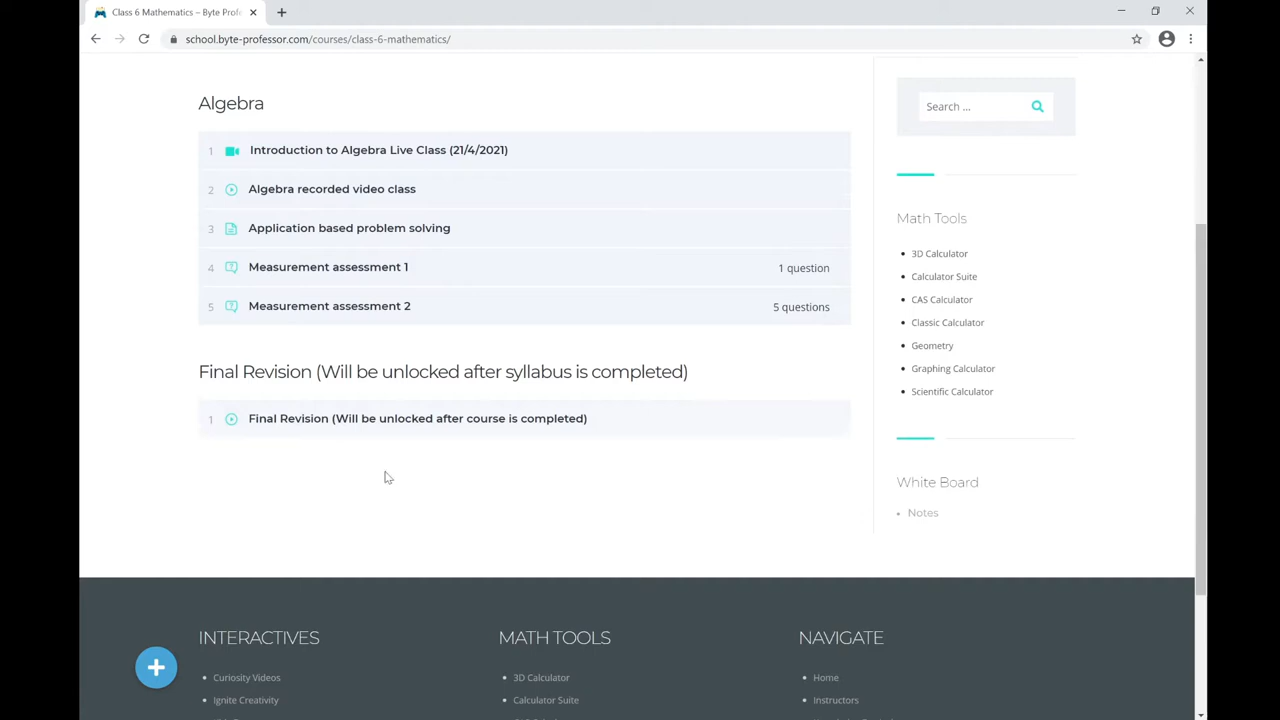 Class 6 Mathematics – Byte Profe
school.byte-professor.com/courses/class-6-mathematics/
Algebra
1 Introduction to Algebra Live Class (21/4/2021)
2 Algebra recorded video class
3 Application based problem solving
4 Measurement assessment 1 1 question
5 Measurement assessment 2 5 questions
Final Revision (Will be unlocked after syllabus is completed)
1 Final Revision (Will be unlocked after course is completed)
Search ...
Math Tools
3D Calculator
Calculator Suite
CAS Calculator
Classic Calculator
Geometry
Graphing Calculator
Scientific Calculator
White Board
Notes
INTERACTIVES
Curiosity Videos
Ignite Creativity
MATH TOOLS
3D Calculator
Calculator Suite
NAVIGATE
Home
Instructors